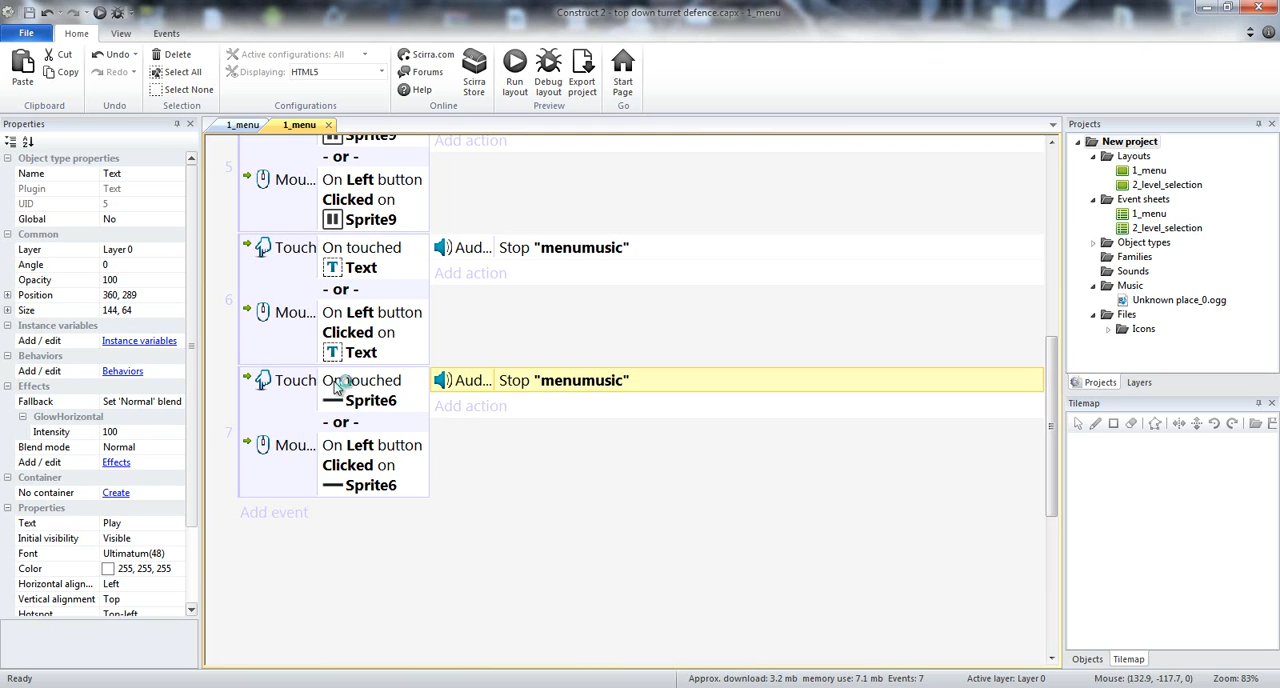 Construct 2 - top down turret defence.capx - 1_menu
File
Home
View
Events
Paste
Cut
Copy
Clipboard
Undo
Redo
Undo
Delete
Select All
Select None
Selection
Active configurations: All
Displaying: HTML5
Configurations
Scirra.com
Forums
Help
Scirra Store
Online
Run layout
Debug layout
Export project
Preview
Start Page
Go
Properties
Object type properties
Name Text
Plugin Text
UID 5
Global No
Common
Layer Layer 0
Angle 0
Opacity 100
Position 360, 289
Size 144, 64
Instance variables
Add / edit Instance variables
Behaviors
Add / edit Behaviors
Effects
Fallback Set 'Normal' blend
GlowHorizontal
Intensity 100
Blend mode Normal
Add / edit Effects
Container
No container Create
Properties
Text Play
Initial visibility Visible
Font Ultimatum(48)
Color 255, 255, 255
Horizontal align... Left
Vertical alignment Top
Hotspot Top-left
1_menu
1_menu
Sprite9
Add action
- or -
5
Mou... On Left button Clicked on
Sprite9
Touch On touched
Text
Aud... Stop "menumusic"
Add action
- or -
6
Mou... On Left button Clicked on
Text
Touch On touched
Sprite6
Aud... Stop "menumusic"
Add action
- or -
7
Mou... On Left button Clicked on
Sprite6
Add event
Projects
New project
Layouts
1_menu
2_level_selection
Event sheets
1_menu
2_level_selection
Object types
Families
Sounds
Music
Unknown place_0.ogg
Files
Icons
Projects
Layers
Tilemap
Objects
Tilemap
Ready
Approx. download: 3.2 mb memory use: 7.1 mb Events: 7
Active layer: Layer 0
Mouse: (132.9, -117.7, 0)
Zoom: 83%